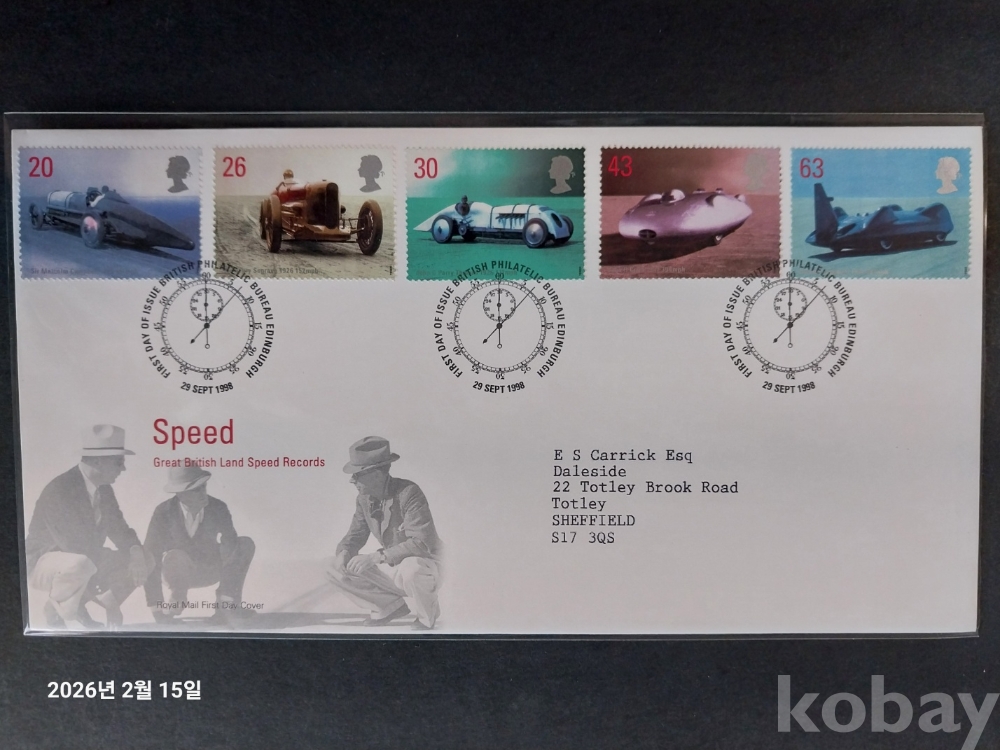 20
26
30
43
63
FIRST DAY OF ISSUE BRITISH PHILATELIC BUREAU EDINBURGH
29 SEPT 1998
FIRST DAY OF ISSUE BRITISH PHILATELIC BUREAU EDINBURGH
29 SEPT 1998
FIRST DAY OF ISSUE BRITISH PHILATELIC BUREAU EDINBURGH
29 SEPT 1998
Speed
Great British Land Speed Records
E S Carrick Esq
Daleside
22 Totley Brook Road
Totley
SHEFFIELD
S17 3QS
Royal Mail First Day Cover
2026년 2월 15일
kobay